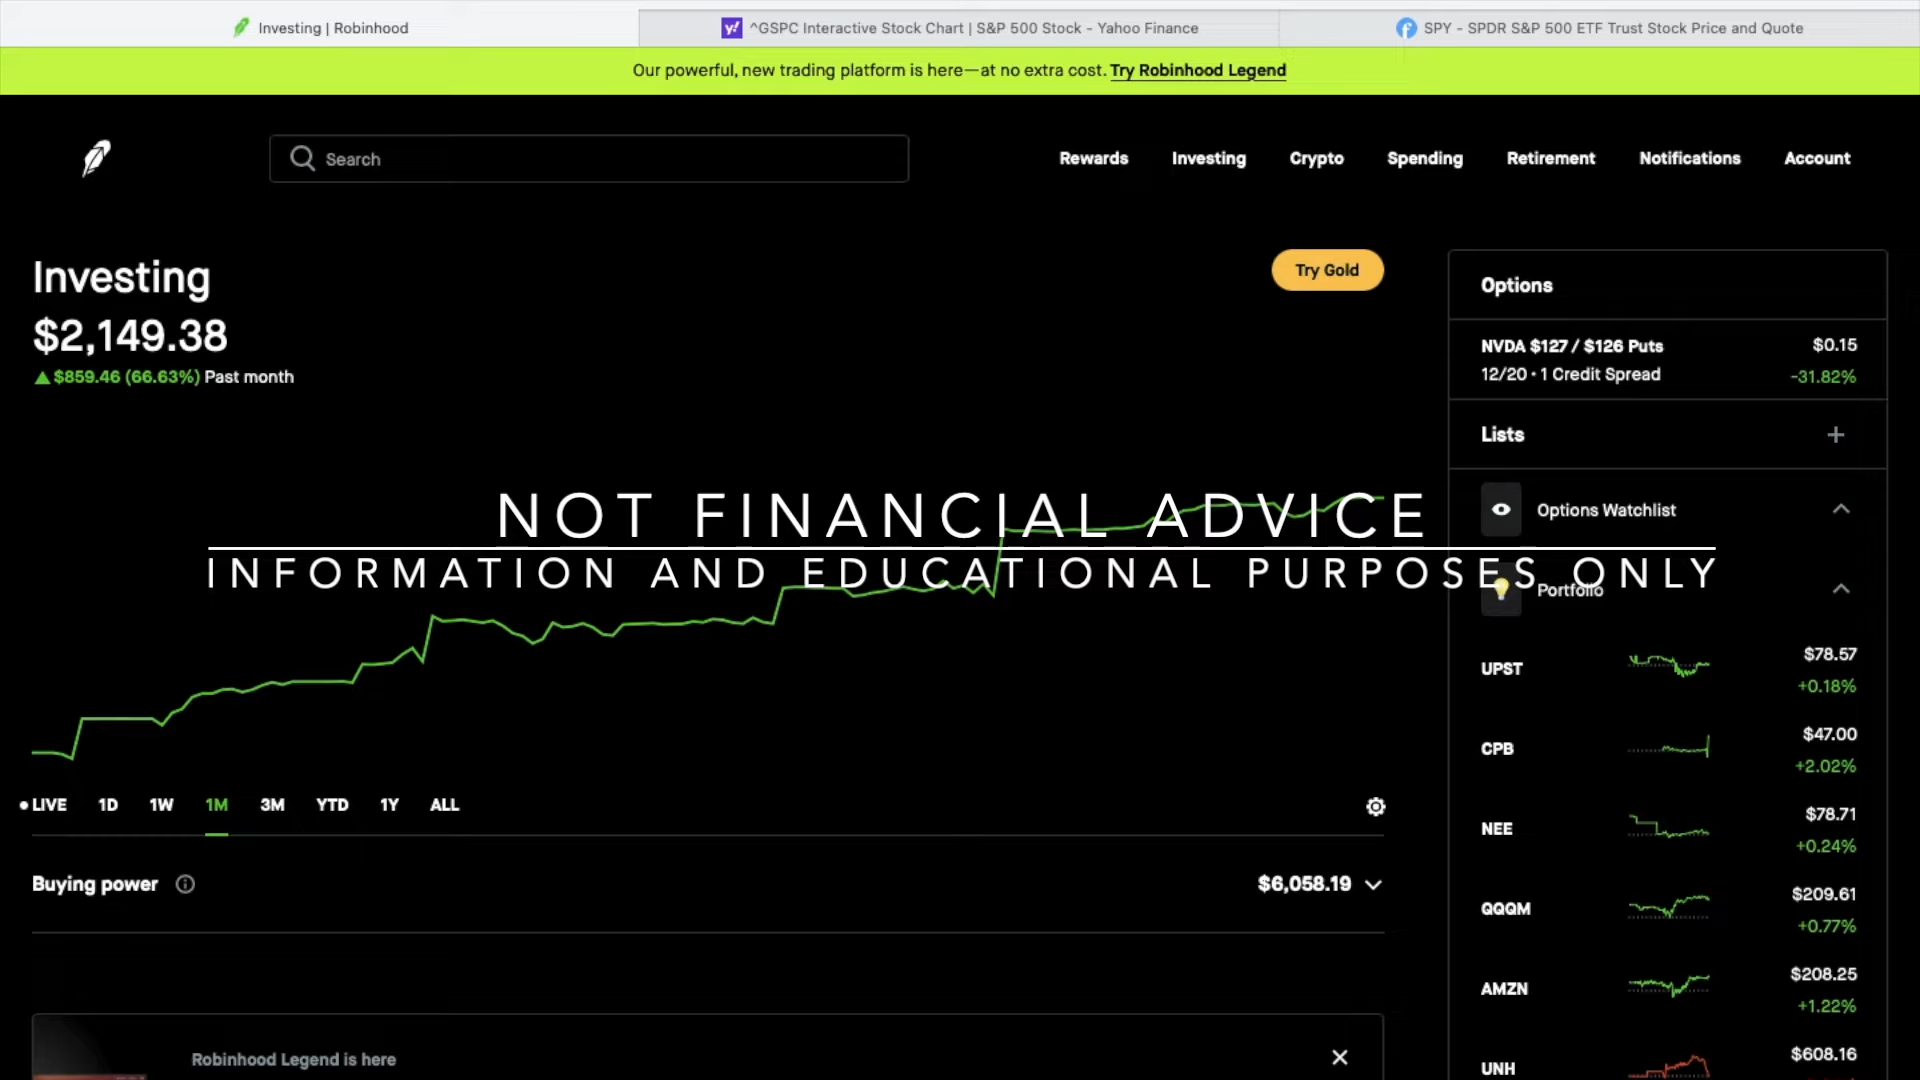 Investing | Robinhood
^GSPC Interactive Stock Chart | S&P 500 Stock - Yahoo Finance
SPY - SPDR S&P 500 ETF Trust Stock Price and Quote
Our powerful, new trading platform is here—at no extra cost. Try Robinhood Legend
Search
Rewards
Investing
Crypto
Spending
Retirement
Notifications
Account
Investing
$2,149.38
$859.46 (66.63%) Past month
Try Gold
NOT FINANCIAL ADVICE
INFORMATION AND EDUCATIONAL PURPOSES ONLY
LIVE 1D 1W 1M 3M YTD 1Y ALL
Buying power $6,058.19
Robinhood Legend is here
Options
NVDA $127 / $126 Puts $0.15
12/20 • 1 Credit Spread -31.82%
Lists
Options Watchlist
Portfolio
UPST $78.57
+0.18%
CPB $47.00
+2.02%
NEE $78.71
+0.24%
QQQM $209.61
+0.77%
AMZN $208.25
+1.22%
UNH $608.16